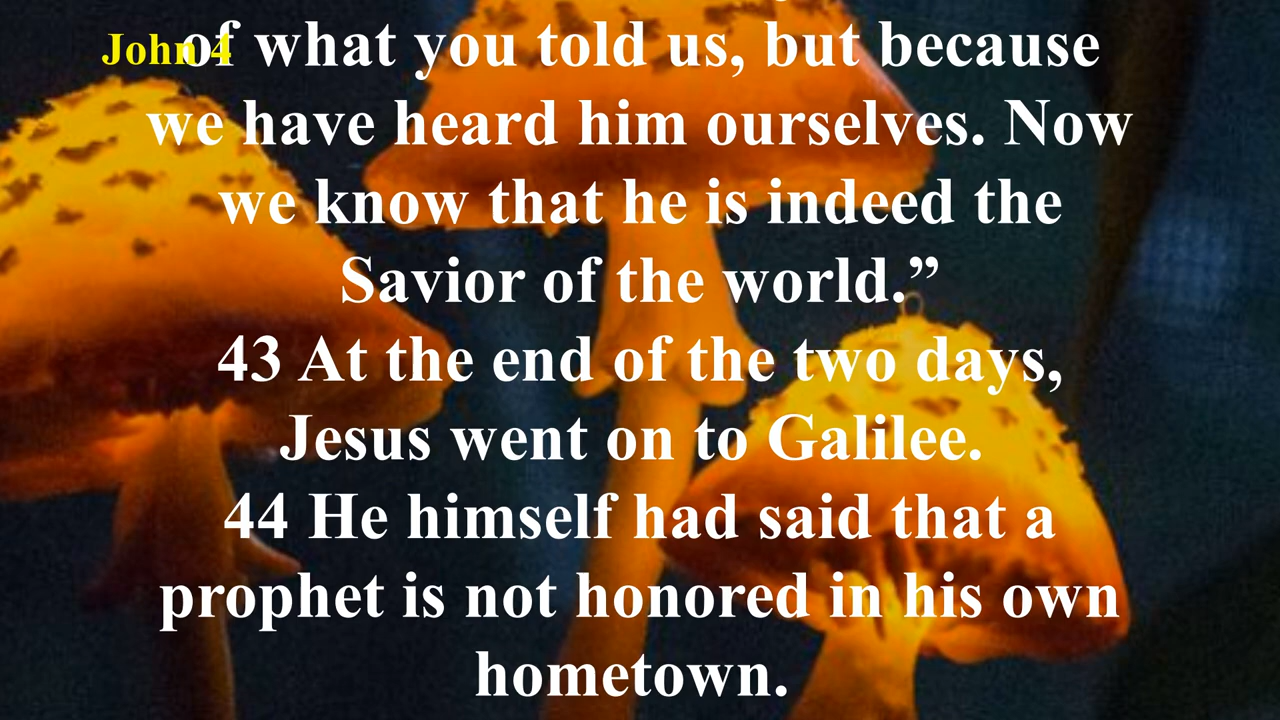 John 4
of what you told us, but because
we have heard him ourselves. Now
we know that he is indeed the
Savior of the world.”
43 At the end of the two days,
Jesus went on to Galilee.
44 He himself had said that a
prophet is not honored in his own
hometown.